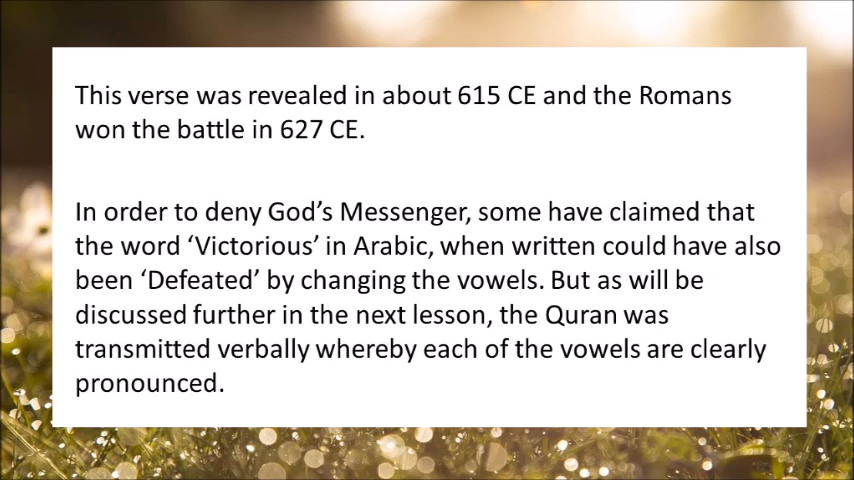 This verse was revealed in about 615 CE and the Romans
won the battle in 627 CE.
In order to deny God’s Messenger, some have claimed that
the word ‘Victorious’ in Arabic, when written could have also
been ‘Defeated’ by changing the vowels. But as will be
discussed further in the next lesson, the Quran was
transmitted verbally whereby each of the vowels are clearly
pronounced.